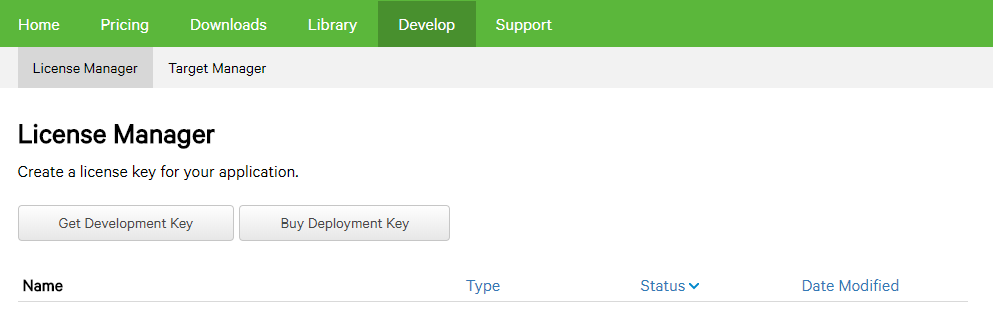 Home Pricing Downloads Library Develop Support
License Manager Target Manager
License Manager
Create a license key for your application.
Get Development Key Buy Deployment Key
Name Type Status Date Modified